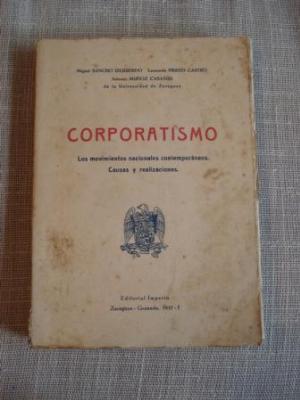 Miguel SANCHO IZQUIERDO Leonardo PRIETO CASTRO
Antonio MUÑOZ CASAYÚS
de la Universidad de Zaragoza
CORPORATISMO
Los movimientos nacionales contemporáneos.
Causas y realizaciones.
Editorial Imperio
Zaragoza - Granada, 1937